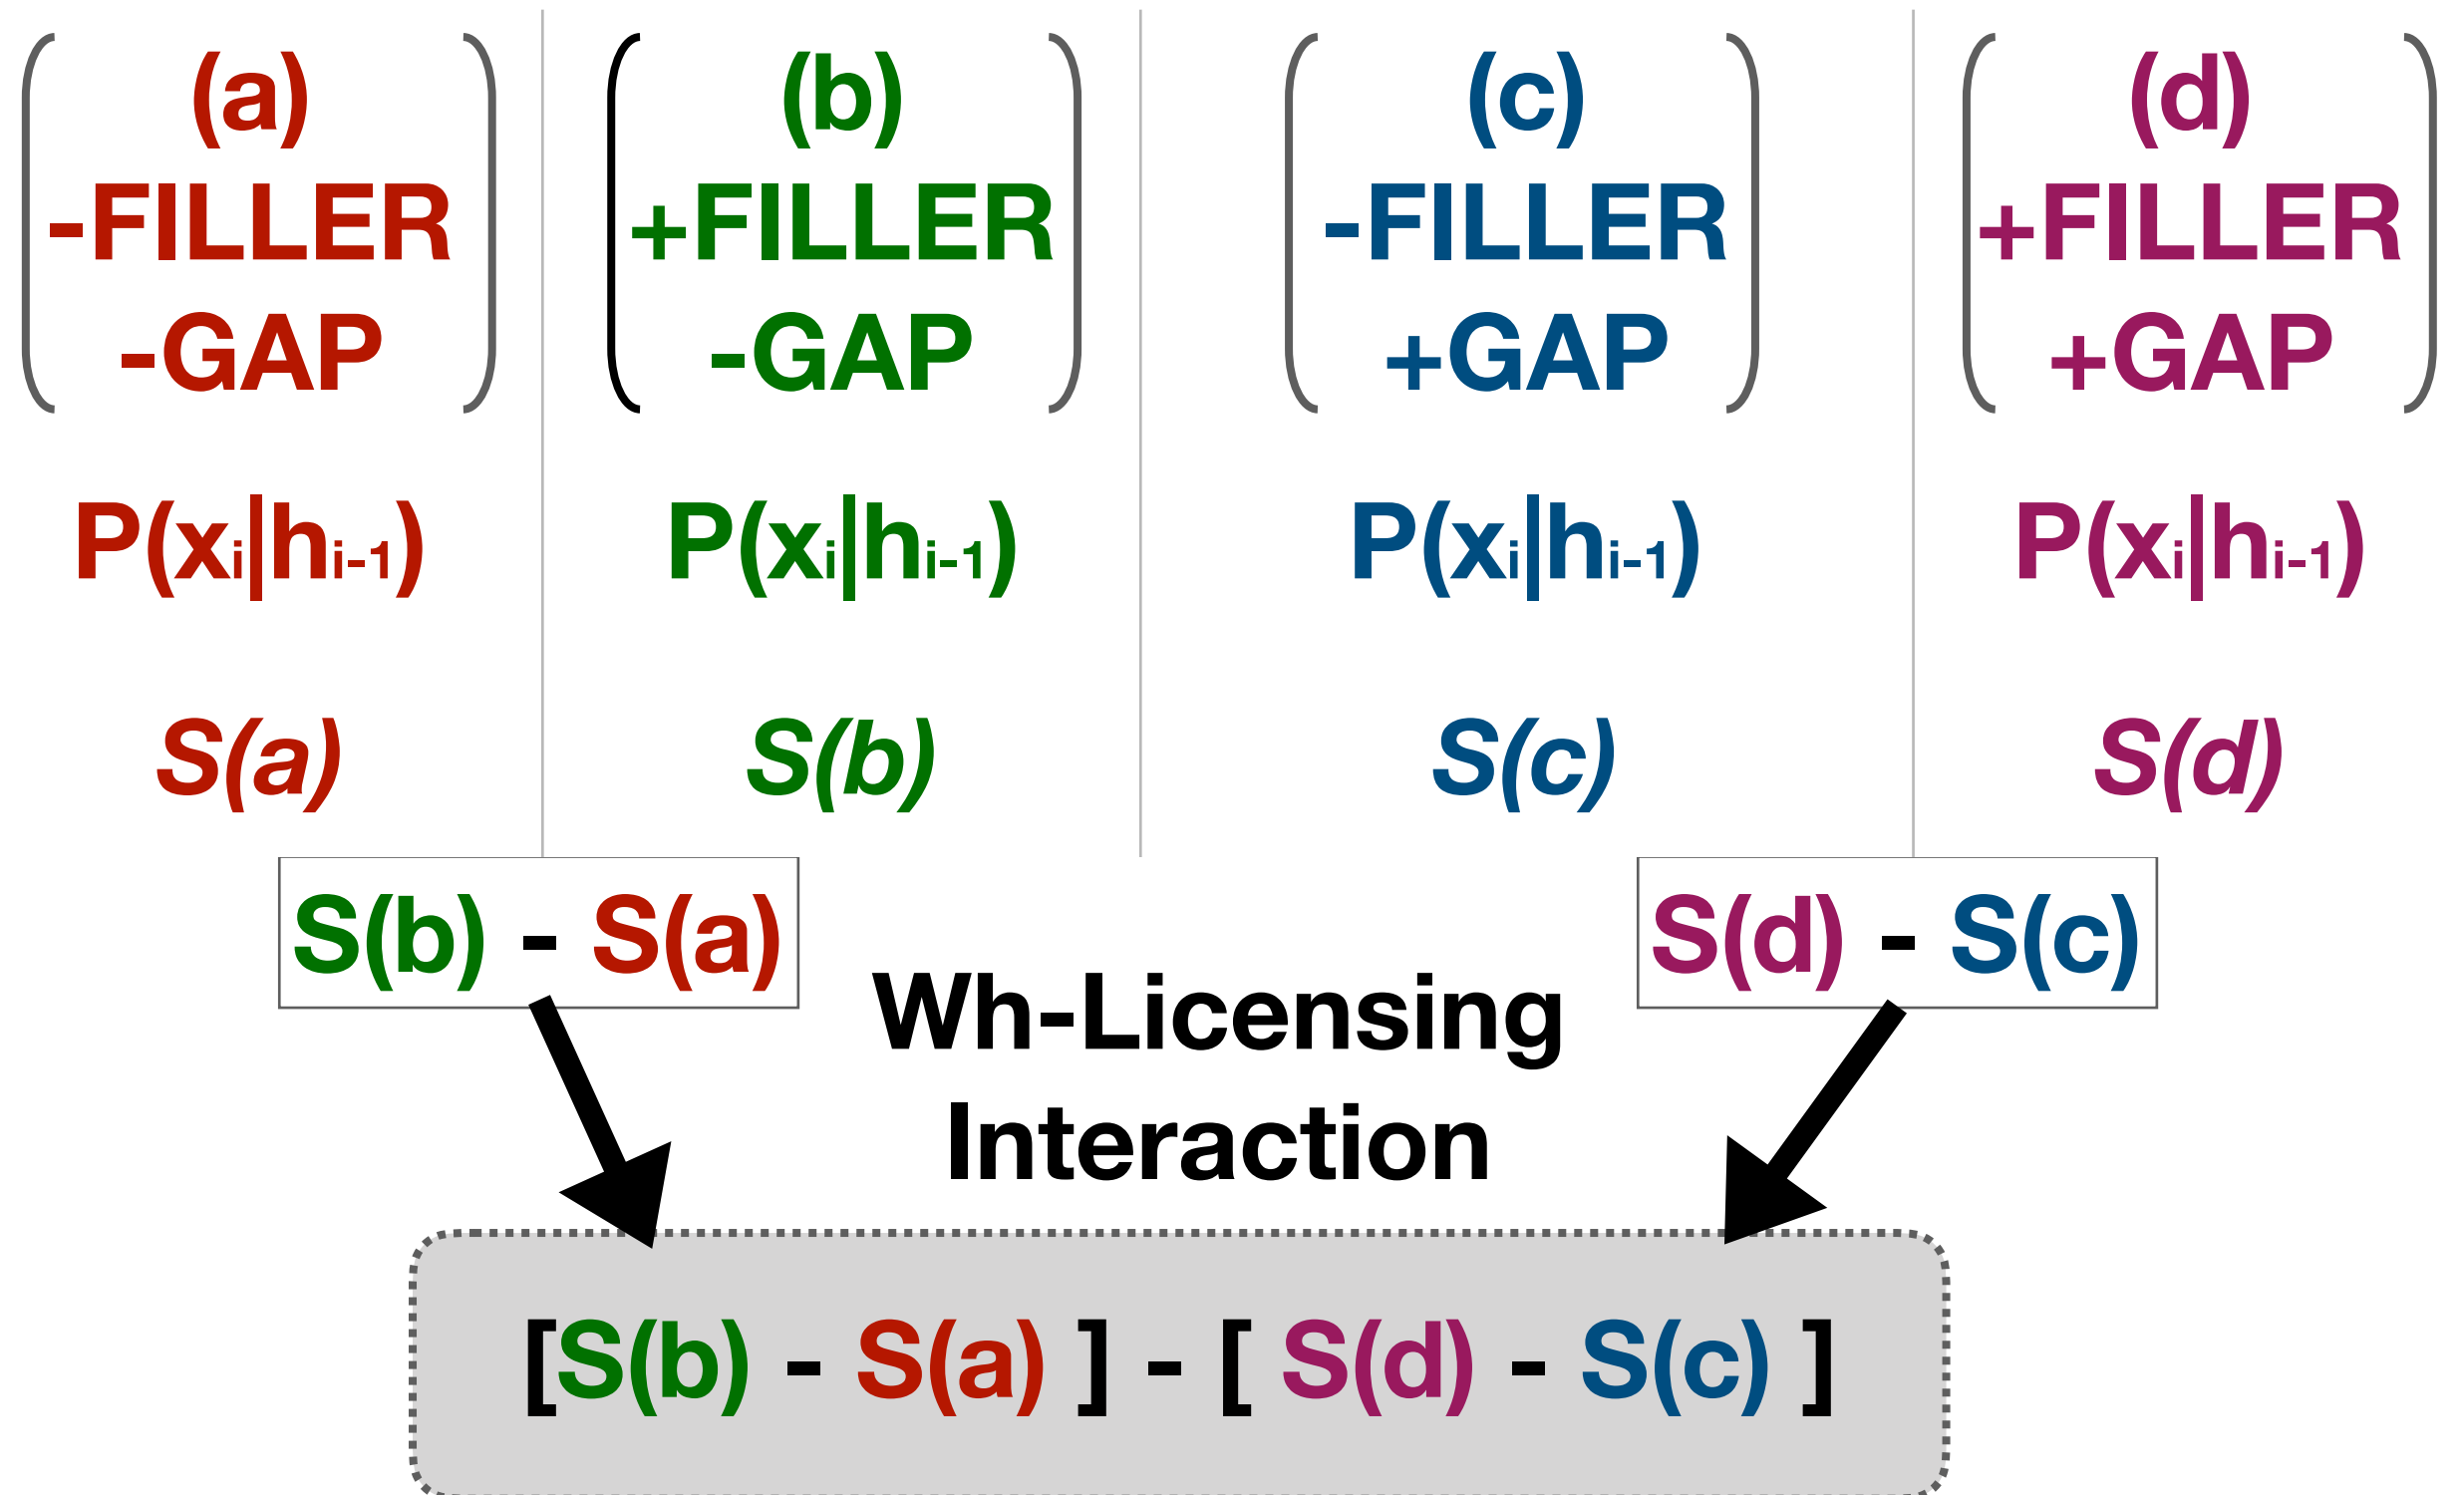 (a) (b) (c) (d)
-FILLER +FILLER -FILLER +FILLER
-GAP -GAP +GAP +GAP
P(xi|hi-1) P(xi|hi-1) P(xi|hi-1) P(xi|hi-1)
S(a) S(b) S(c) S(d)
S(b) - S(a) S(d) - S(c)
Wh-Licensing
Interaction
[S(b) - S(a) ] - [ S(d) - S(c) ]